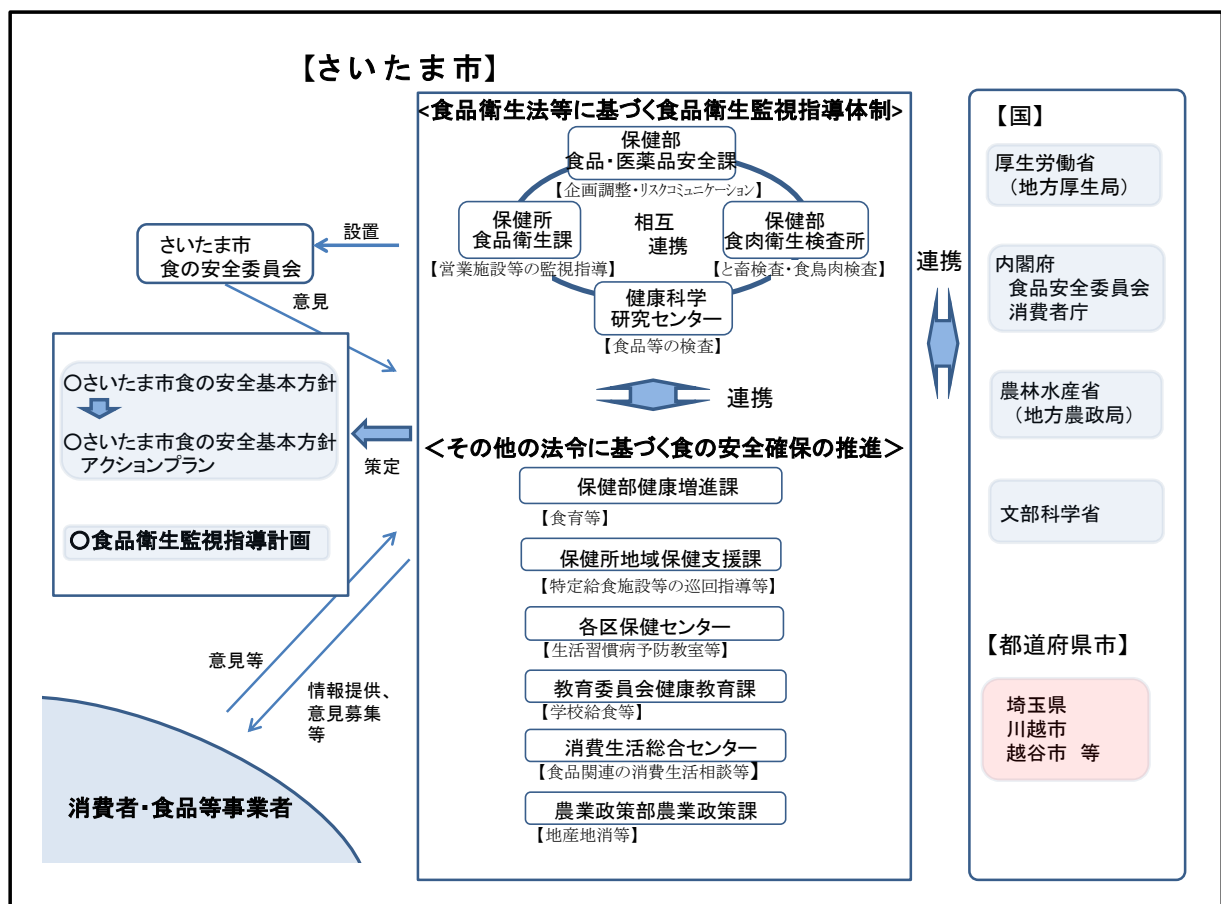 【さいたま市】
<食品衛生法等に基づく食品衛生監視指導体制>
保健部
食品・医薬品安全課
【企画調整・リスクコミュニケーション】
保健所
食品衛生課
【営業施設等の監視指導】
相互
連携
保健部
食肉衛生検査所
【と畜検査・食鳥肉検査】
健康科学
研究センター
【食品等の検査】
連携
<その他の法令に基づく食の安全確保の推進>
保健部健康増進課
【食育等】
保健所地域保健支援課
【特定給食施設等の巡回指導等】
各区保健センター
【生活習慣病予防教室等】
教育委員会健康教育課
【学校給食等】
消費生活総合センター
【食品関連の消費生活相談等】
農業政策部農業政策課
【地産地消等】
設置
さいたま市
食の安全委員会
意見
○さいたま市食の安全基本方針
○さいたま市食の安全基本方針
アクションプラン
○食品衛生監視指導計画
策定
意見等
情報提供、
意見募集
等
消費者・食品等事業者
連携
【国】
厚生労働省
（地方厚生局）
内閣府
食品安全委員会
消費者庁
農林水産省
（地方農政局）
文部科学省
【都道府県市】
埼玉県
川越市
越谷市 等